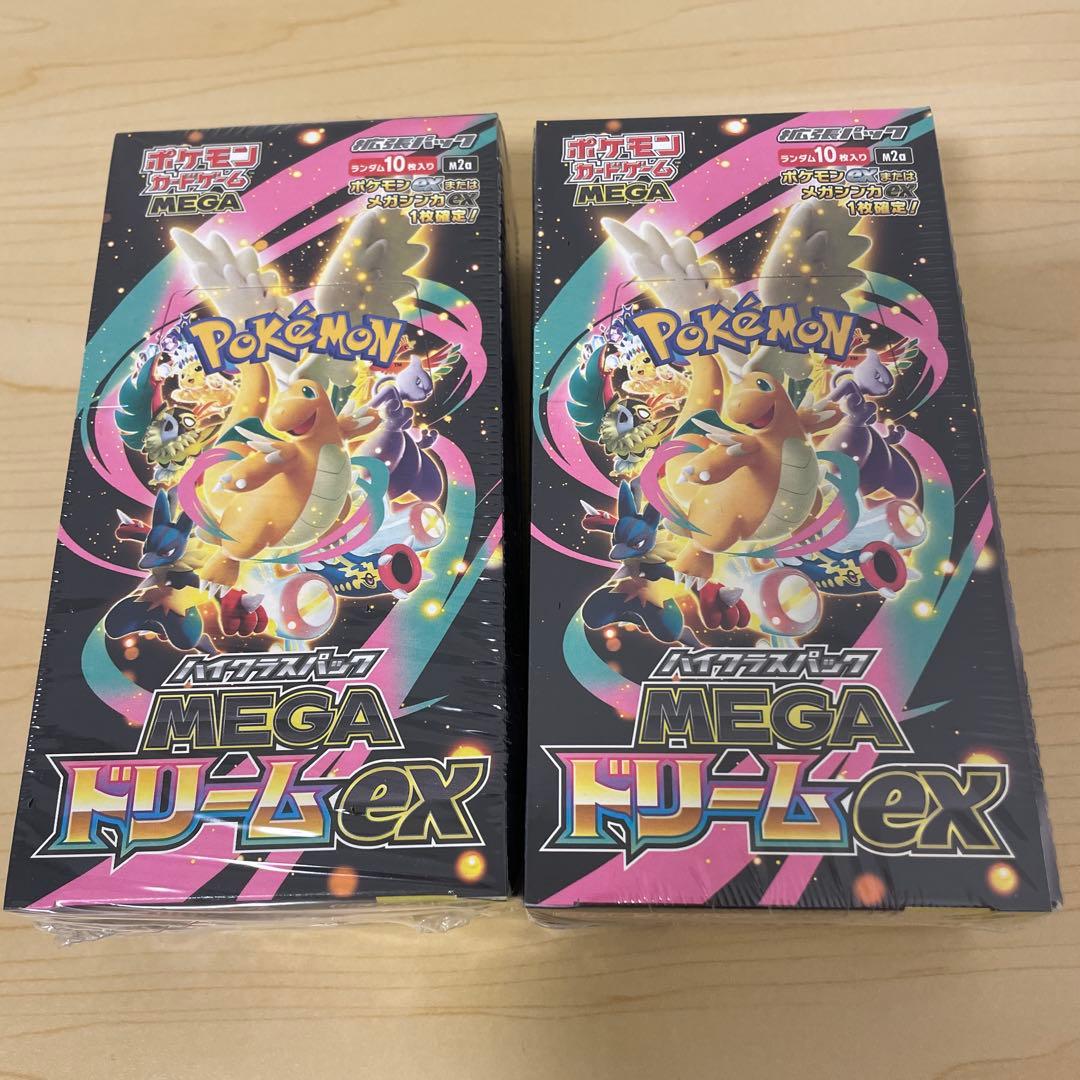 ポケモン
カードゲーム
MEGA
拡張パック
ランダム10枚入り M2a
ポケモンexまたは
メガシンカex
1枚確定!
POKéMON™
ハイクラスパック
MEGA
ドリームex
ポケモン
カードゲーム
MEGA
拡張パック
ランダム10枚入り M2a
ポケモンexまたは
メガシンカex
1枚確定!
POKéMON™
ハイクラスパック
MEGA
ドリームex